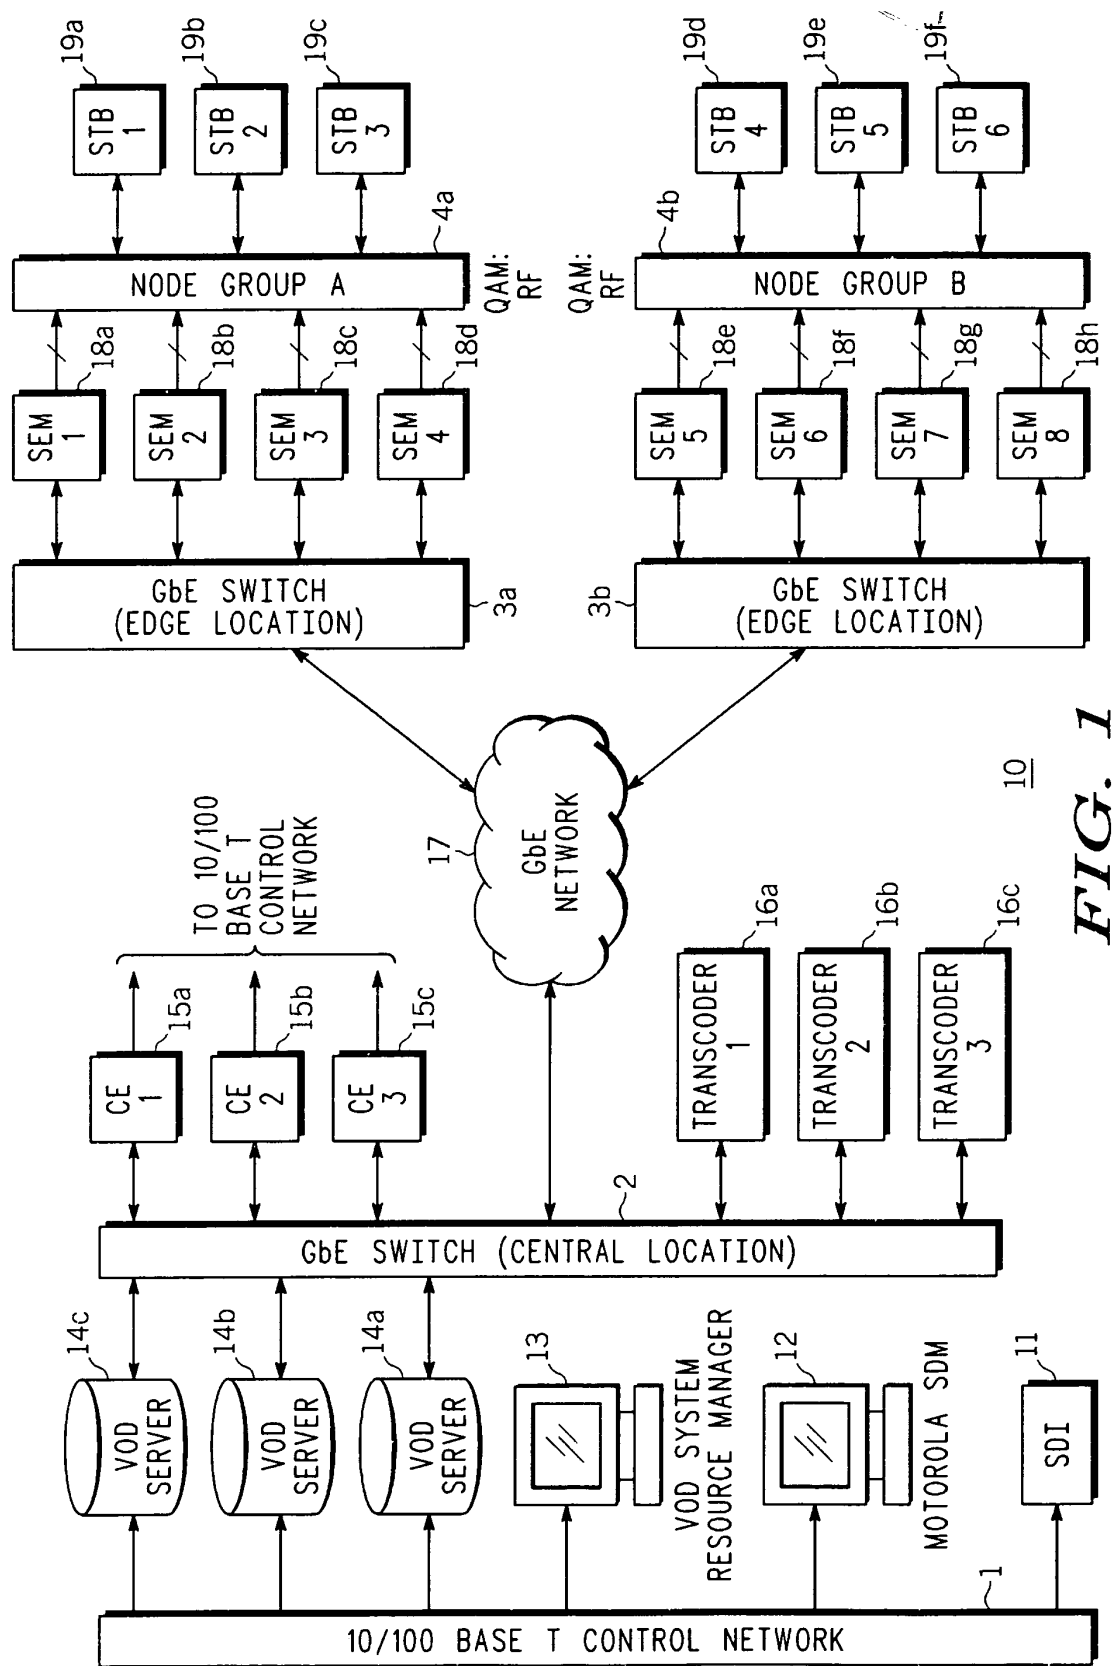 10/100 BASE T CONTROL NETWORK
1
VOD
SERVER
14c
VOD
SERVER
14b
VOD
SERVER
14a
13
VOD SYSTEM
RESOURCE MANAGER
12
MOTOROLA SDM
SDI
11
GbE SWITCH (CENTRAL LOCATION)
2
CE
1
15a
CE
2
15b
CE
3
15c
TO 10/100
BASE T
CONTROL
NETWORK
TRANSCODER
1
16a
TRANSCODER
2
16b
TRANSCODER
3
16c
17
GbE
NETWORK
GbE SWITCH
(EDGE LOCATION)
3a
GbE SWITCH
(EDGE LOCATION)
3b
SEM
1
18a
SEM
2
18b
SEM
3
18c
SEM
4
18d
SEM
5
18e
SEM
6
18f
SEM
7
18g
SEM
8
18h
NODE GROUP A
4a
QAM:
RF
NODE GROUP B
4b
QAM:
RF
STB
1
19a
STB
2
19b
STB
3
19c
STB
4
19d
STB
5
19e
STB
6
19f
10
FIG. 1